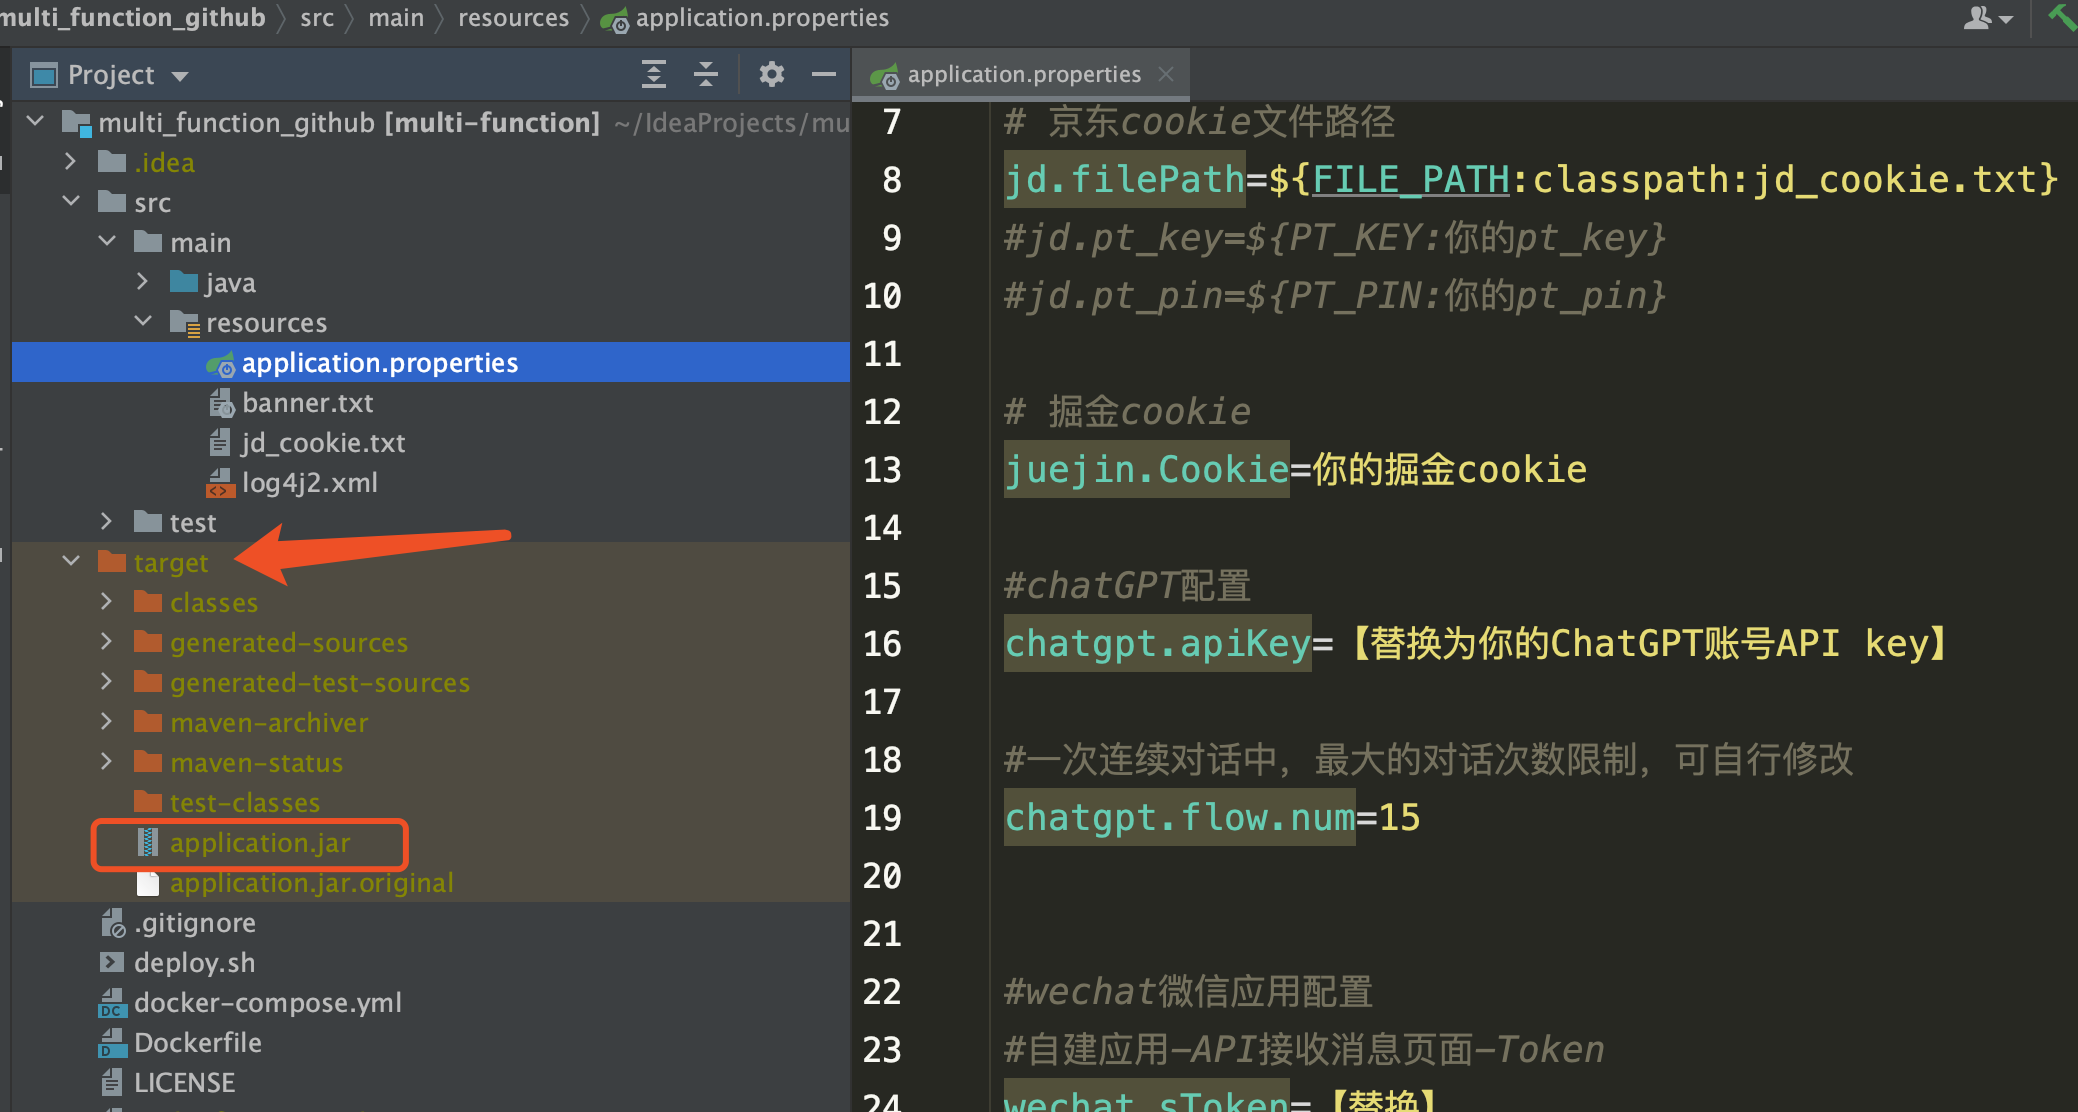 multi_function_github src main resources application.properties
Project
application.properties
multi_function_github [multi-function] ~/IdeaProjects/mu
.idea
src
main
java
resources
application.properties
banner.txt
jd_cookie.txt
log4j2.xml
test
target
classes
generated-sources
generated-test-sources
maven-archiver
maven-status
test-classes
application.jar
application.jar.original
.gitignore
deploy.sh
docker-compose.yml
Dockerfile
LICENSE
7 # 京东cookie文件路径
8 jd.filePath=${FILE_PATH:classpath:jd_cookie.txt}
9 #jd.pt_key=${PT_KEY:你的pt_key}
10 #jd.pt_pin=${PT_PIN:你的pt_pin}
11
12 # 掘金cookie
13 juejin.Cookie=你的掘金cookie
14
15 #chatGPT配置
16 chatgpt.apiKey=【替换为你的ChatGPT账号API key】
17
18 #一次连续对话中，最大的对话次数限制，可自行修改
19 chatgpt.flow.num=15
20
21
22 #wechat微信应用配置
23 #自建应用-API接收消息页面-Token
24 wechat.sToken=【替换】